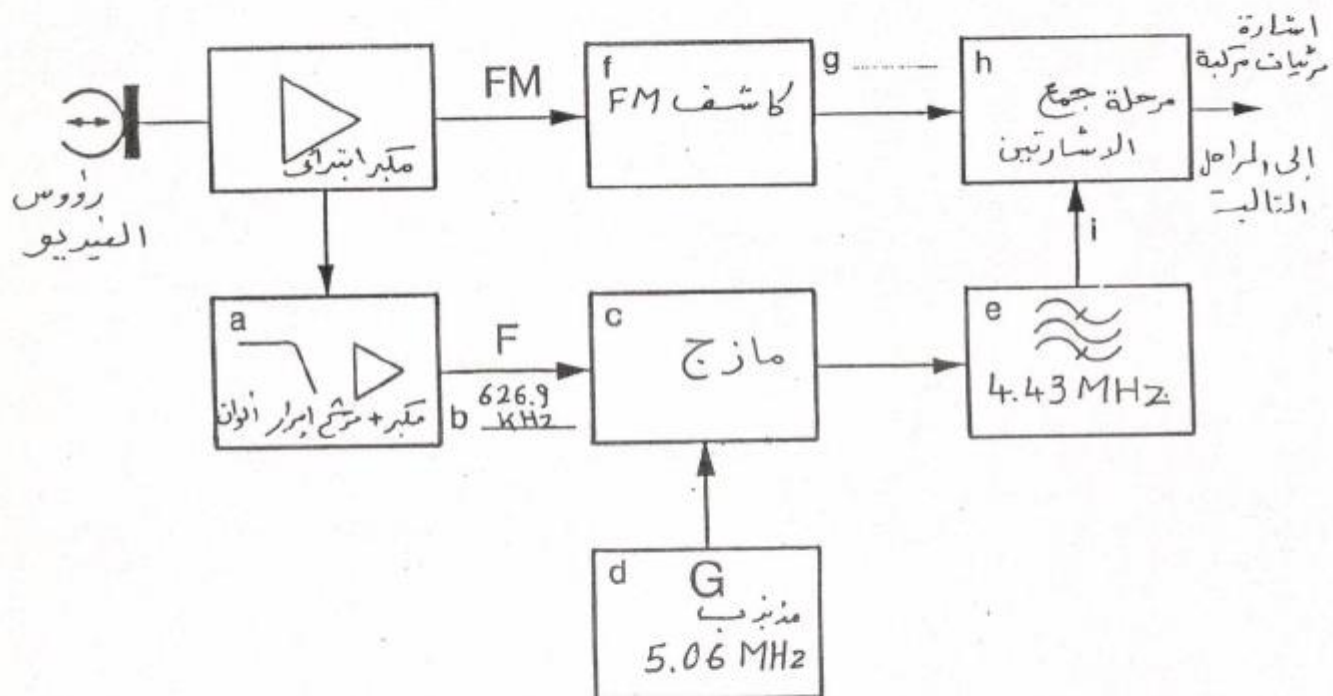 اشارة
مرئيات مركبة
إلى المراحل
التالية
FM
f
كاشف FM
g ..........
h
مرحلة جمع
الاشارتين
مكبر ابتدائي
رؤوس
الفيديو
i
a
مكبر + مرشح إمرار ألوان
F
b 626.9
KHz
c
مازج
e
4.43 MHz
d
G
مذبذب
5.06 MHz